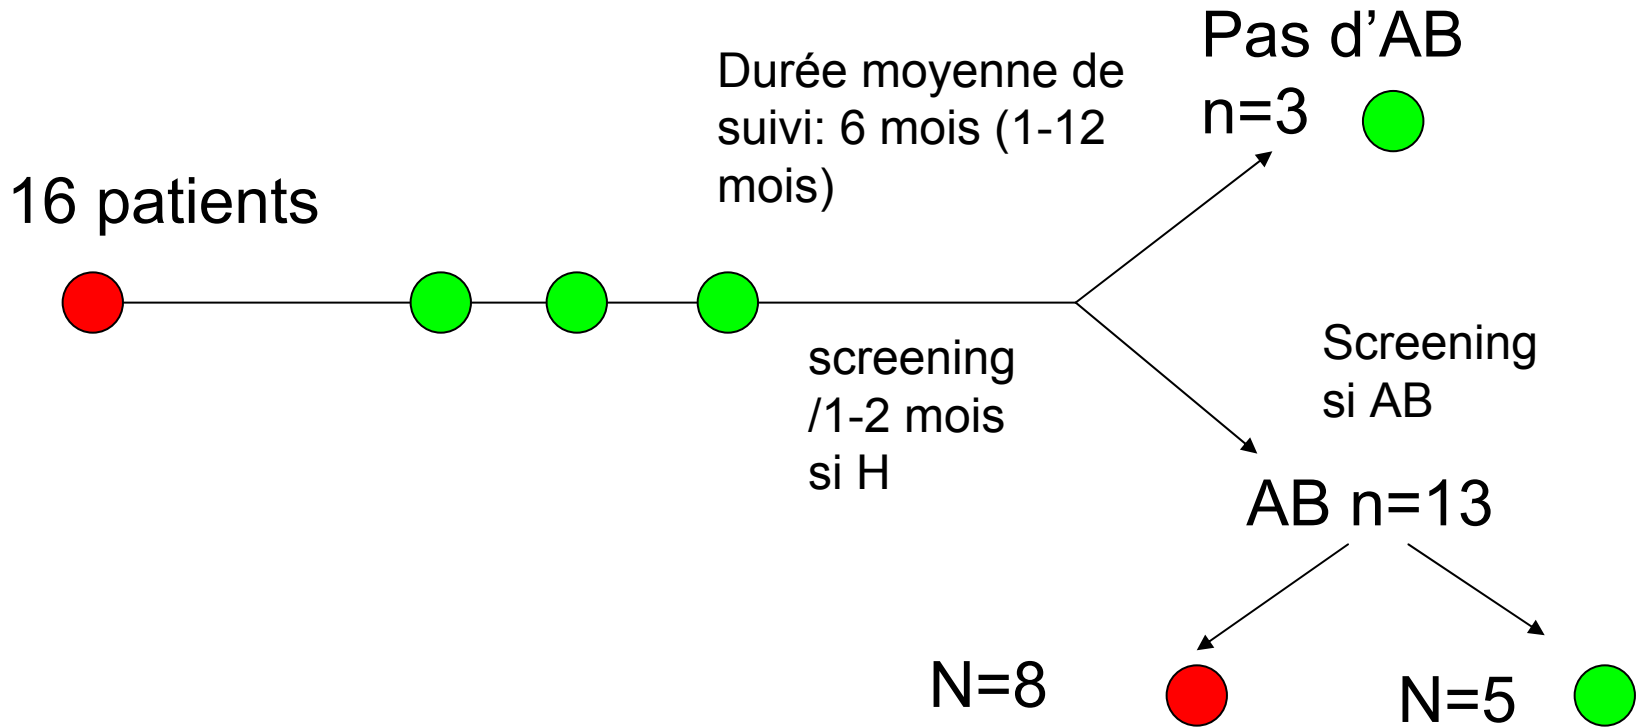 16 patients
Durée moyenne de
suivi: 6 mois (1-12
mois)
Pas d’AB
n=3
screening
/1-2 mois
si H
Screening
si AB
AB n=13
N=8
N=5